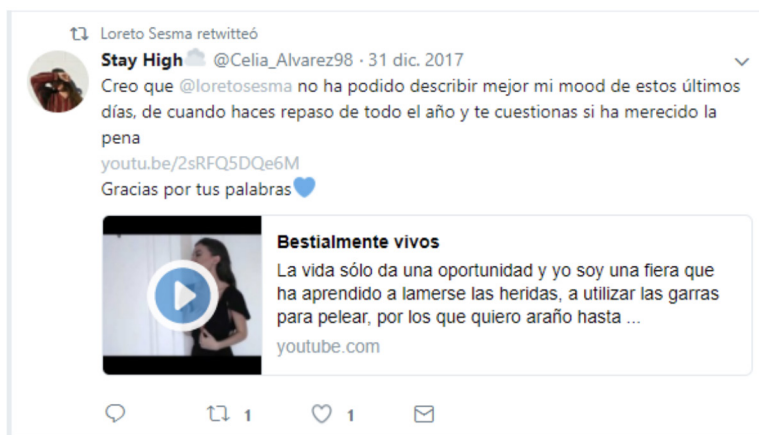 Loreto Sesma retwitteó
Stay High @Celia_Alvarez98 · 31 dic. 2017
Creo que @loretosesma no ha podido describir mejor mi mood de estos últimos
días, de cuando haces repaso de todo el año y te cuestionas si ha merecido la
pena
youtu.be/2sRFQ5DQe6M
Gracias por tus palabras💙
Bestialmente vivos
La vida sólo da una oportunidad y yo soy una fiera que
ha aprendido a lamerse las heridas, a utilizar las garras
para pelear, por los que quiero araño hasta ...
youtube.com
1 1